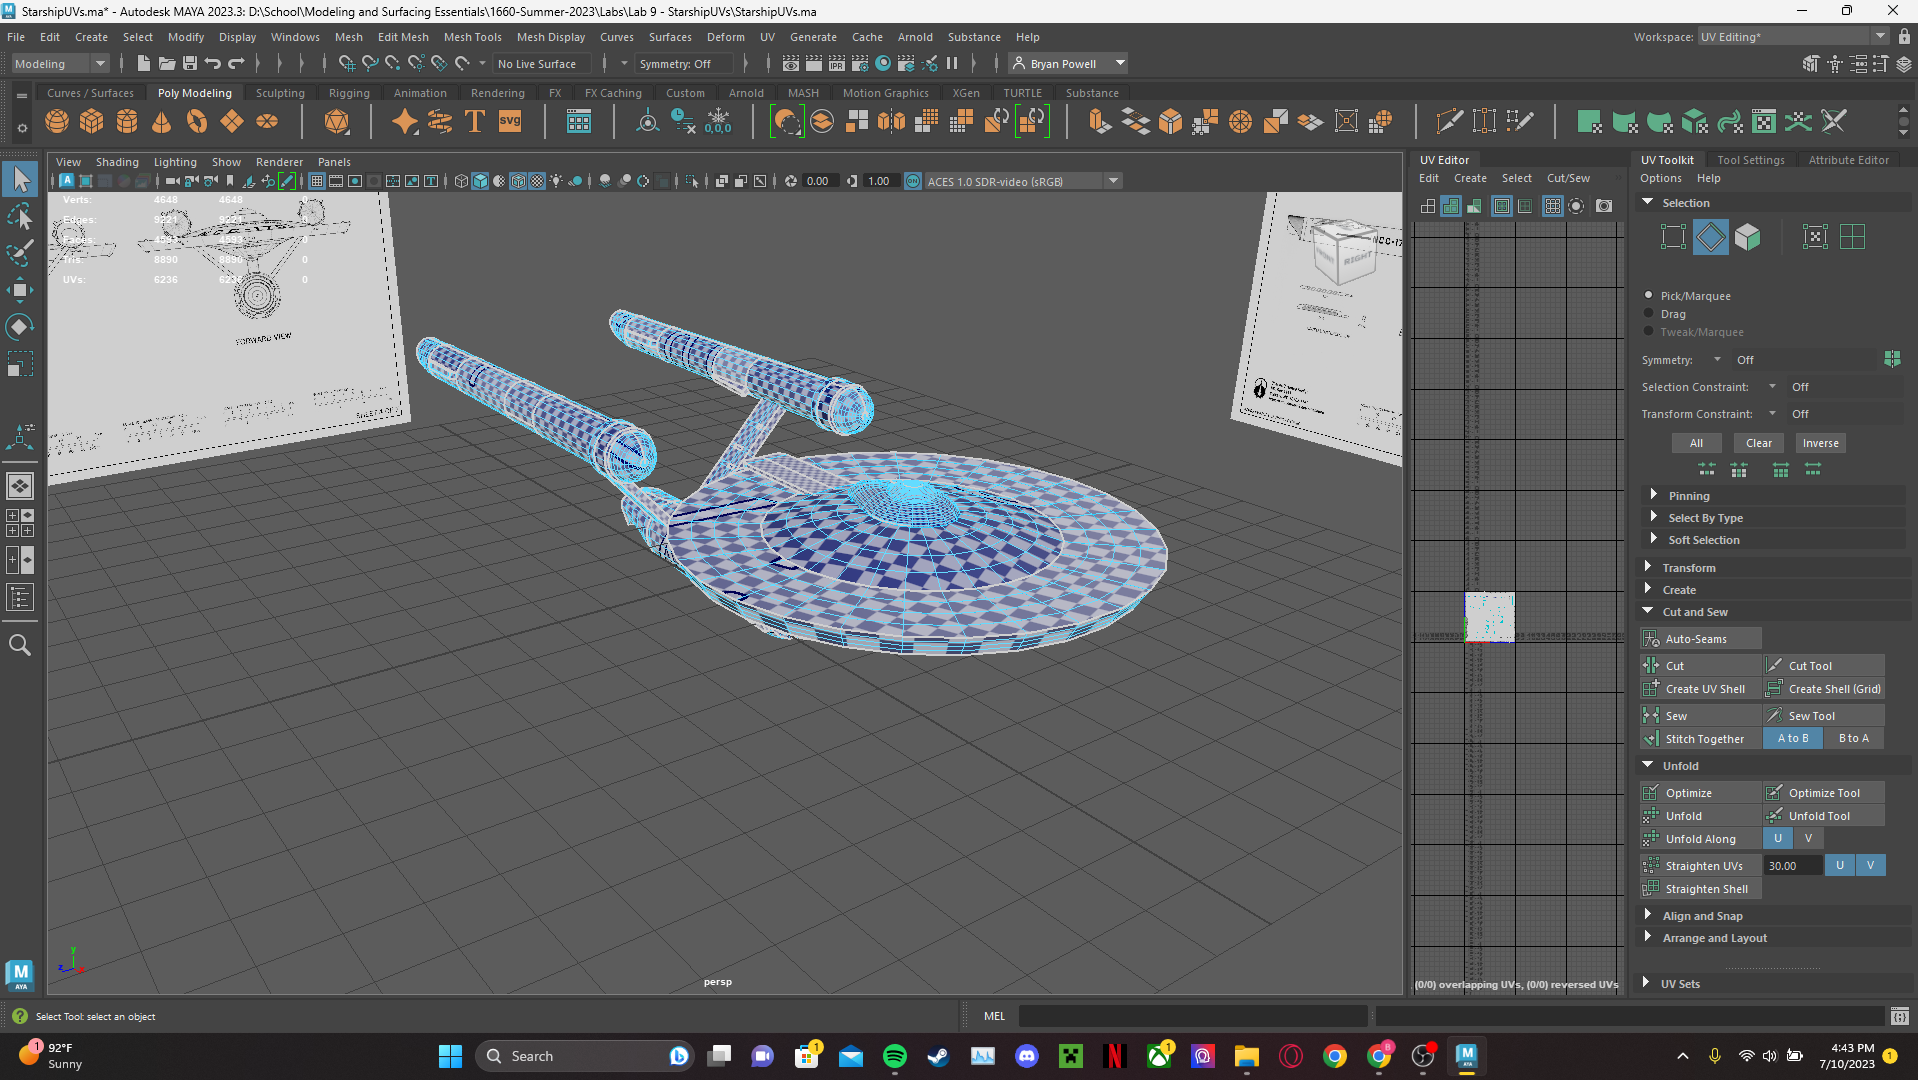 StarshipUVs.ma* - Autodesk MAYA 2023.3: D:\School\Modeling and Surfacing Essentials\1660-Summer-2023\Labs\Lab 9 - StarshipUVs\StarshipUVs.ma
File Edit Create Select Modify Display Windows Mesh Edit Mesh Mesh Tools Mesh Display Curves Surfaces Deform UV Generate Cache Arnold Substance Help
Workspace: UV Editing*
Modeling
No Live Surface
Symmetry: Off
Bryan Powell
Curves / Surfaces Poly Modeling Sculpting Rigging Animation Rendering FX FX Caching Custom Arnold MASH Motion Graphics XGen TURTLE Substance
T svg 0,0,0
View Shading Lighting Show Renderer Panels
0.00 1.00 ACES 1.0 SDR-video (sRGB)
Verts: 4648 4648 0
Edges: 9221 9221 0
Faces: 0
Tris: 8890 8890 0
UVs: 6236 0
FORWARD VIEW
RIGHT
persp
UV Editor
Edit Create Select Cut/Sew
(0/0) overlapping UVs, (0/0) reversed UVs
UV Toolkit Tool Settings Attribute Editor
Options Help
Selection
Pick/Marquee
Drag
Tweak/Marquee
Symmetry: Off
Selection Constraint: Off
Transform Constraint: Off
All Clear Inverse
Pinning
Select By Type
Soft Selection
Transform
Create
Cut and Sew
Auto-Seams
Cut Cut Tool
Create UV Shell Create Shell (Grid)
Sew Sew Tool
Stitch Together A to B B to A
Unfold
Optimize Optimize Tool
Unfold Unfold Tool
Unfold Along U V
Straighten UVs 30.00 U V
Straighten Shell
Align and Snap
Arrange and Layout
UV Sets
Select Tool: select an object
MEL
92°F
Sunny
Search
4:43 PM
7/10/2023